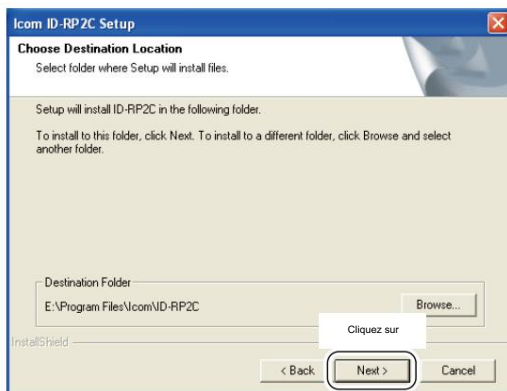 Icom ID-RP2C Setup
Choose Destination Location
Select folder where Setup will install files.
Setup will install ID-RP2C in the following folder.
To install to this folder, click Next. To install to a different folder, click Browse and select
another folder.
Destination Folder
E:\Program Files\Icom\ID-RP2C
Browse...
Cliquez sur
InstallShield
< Back
Next >
Cancel